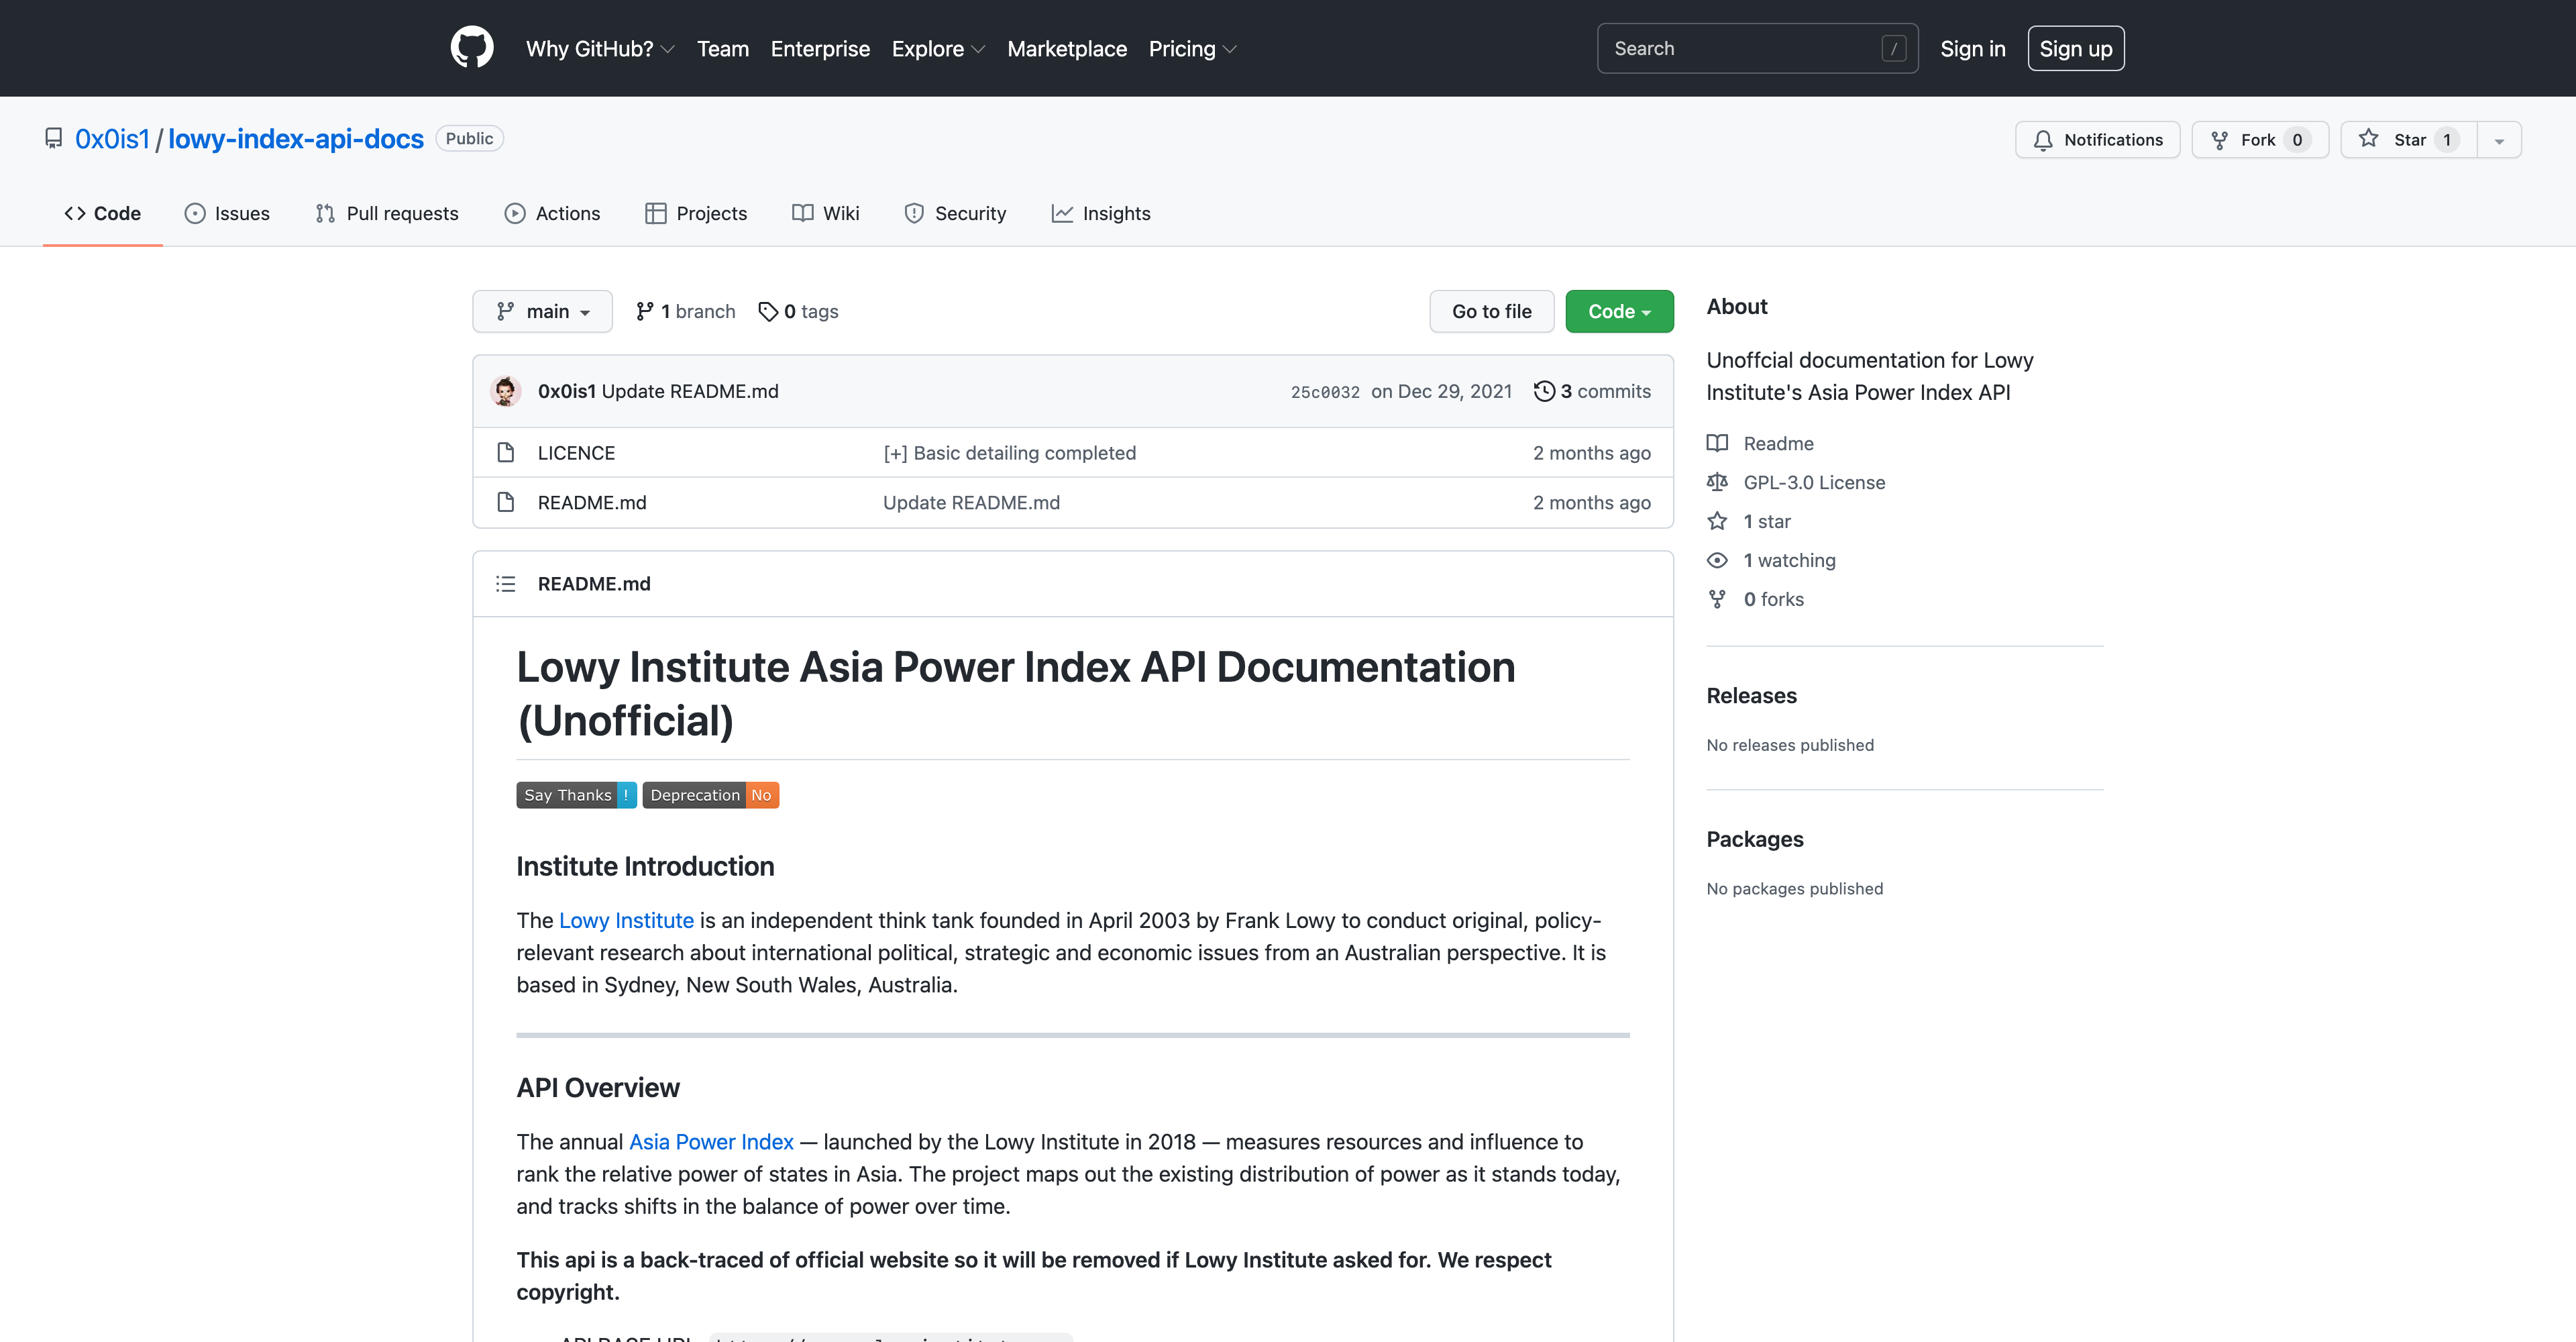 Why GitHub? Team Enterprise Explore Marketplace Pricing Search / Sign in Sign up
0x0is1 / lowy-index-api-docs Public Notifications Fork 0 Star 1
Code Issues Pull requests Actions Projects Wiki Security Insights
main 1 branch 0 tags Go to file Code
0x0is1 Update README.md 25c0032 on Dec 29, 2021 3 commits
LICENCE [+] Basic detailing completed 2 months ago
README.md Update README.md 2 months ago
README.md
Lowy Institute Asia Power Index API Documentation
(Unofficial)
Say Thanks ! Deprecation No
Institute Introduction
The Lowy Institute is an independent think tank founded in April 2003 by Frank Lowy to conduct original, policy-
relevant research about international political, strategic and economic issues from an Australian perspective. It is
based in Sydney, New South Wales, Australia.
API Overview
The annual Asia Power Index — launched by the Lowy Institute in 2018 — measures resources and influence to
rank the relative power of states in Asia. The project maps out the existing distribution of power as it stands today,
and tracks shifts in the balance of power over time.
This api is a back-traced of official website so it will be removed if Lowy Institute asked for. We respect
copyright.
API BASE URL
About
Unoffcial documentation for Lowy
Institute's Asia Power Index API
Readme
GPL-3.0 License
1 star
1 watching
0 forks
Releases
No releases published
Packages
No packages published